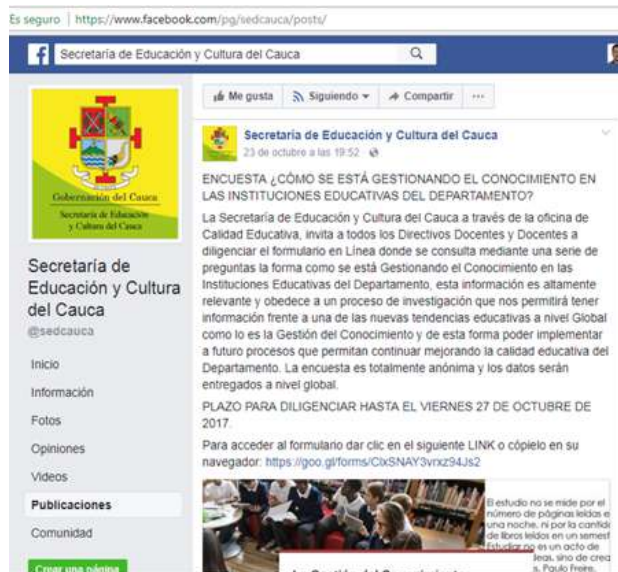 Es seguro | https://www.facebook.com/pg/sedcauca/posts/
Secretaría de Educación y Cultura del Cauca
Me gusta Siguiendo Compartir ...
Gobernación del Cauca
Secretaría de Educación
y Cultura del Cauca
Secretaría de
Educación y Cultura
del Cauca
@sedcauca
Inicio
Información
Fotos
Opiniones
Videos
Publicaciones
Comunidad
Crear una página
Secretaría de Educación y Cultura del Cauca
23 de octubre a las 19:52
ENCUESTA ¿CÓMO SE ESTÁ GESTIONANDO EL CONOCIMIENTO EN
LAS INSTITUCIONES EDUCATIVAS DEL DEPARTAMENTO?
La Secretaría de Educación y Cultura del Cauca a través de la oficina de
Calidad Educativa, invita a todos los Directivos Docentes y Docentes a
diligenciar el formulario en Línea donde se consulta mediante una serie de
preguntas la forma como se está Gestionando el Conocimiento en las
Instituciones Educativas del Departamento, esta información es altamente
relevante y obedece a un proceso de investigación que nos permitirá tener
información frente a una de las nuevas tendencias educativas a nivel Global
como lo es la Gestión del Conocimiento y de esta forma poder implementar
a futuro procesos que permitan continuar mejorando la calidad educativa del
Departamento. La encuesta es totalmente anónima y los datos serán
entregados a nivel global.
PLAZO PARA DILIGENCIAR HASTA EL VIERNES 27 DE OCTUBRE DE
2017.
Para acceder al formulario dar clic en el siguiente LINK o cópielo en su
navegador: https://goo.gl/forms/ClxSNAY3vrxz94Js2
El estudio no se mide por el
número de páginas leídas e
una noche, ni por la cantid
de libros leídos en un semest
Estudiar no es un acto de
ideas, sino de crea
s. Paulo Freire.